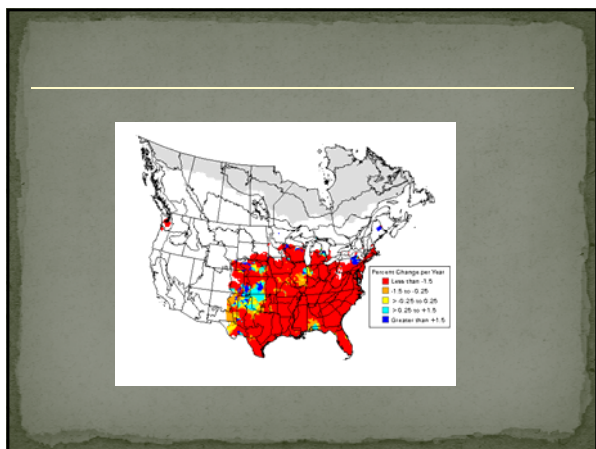 Percent Change per Year
Less than -1.5
-1.5 to -0.25
> -0.25 to 0.25
> 0.25 to +1.5
Greater than +1.5